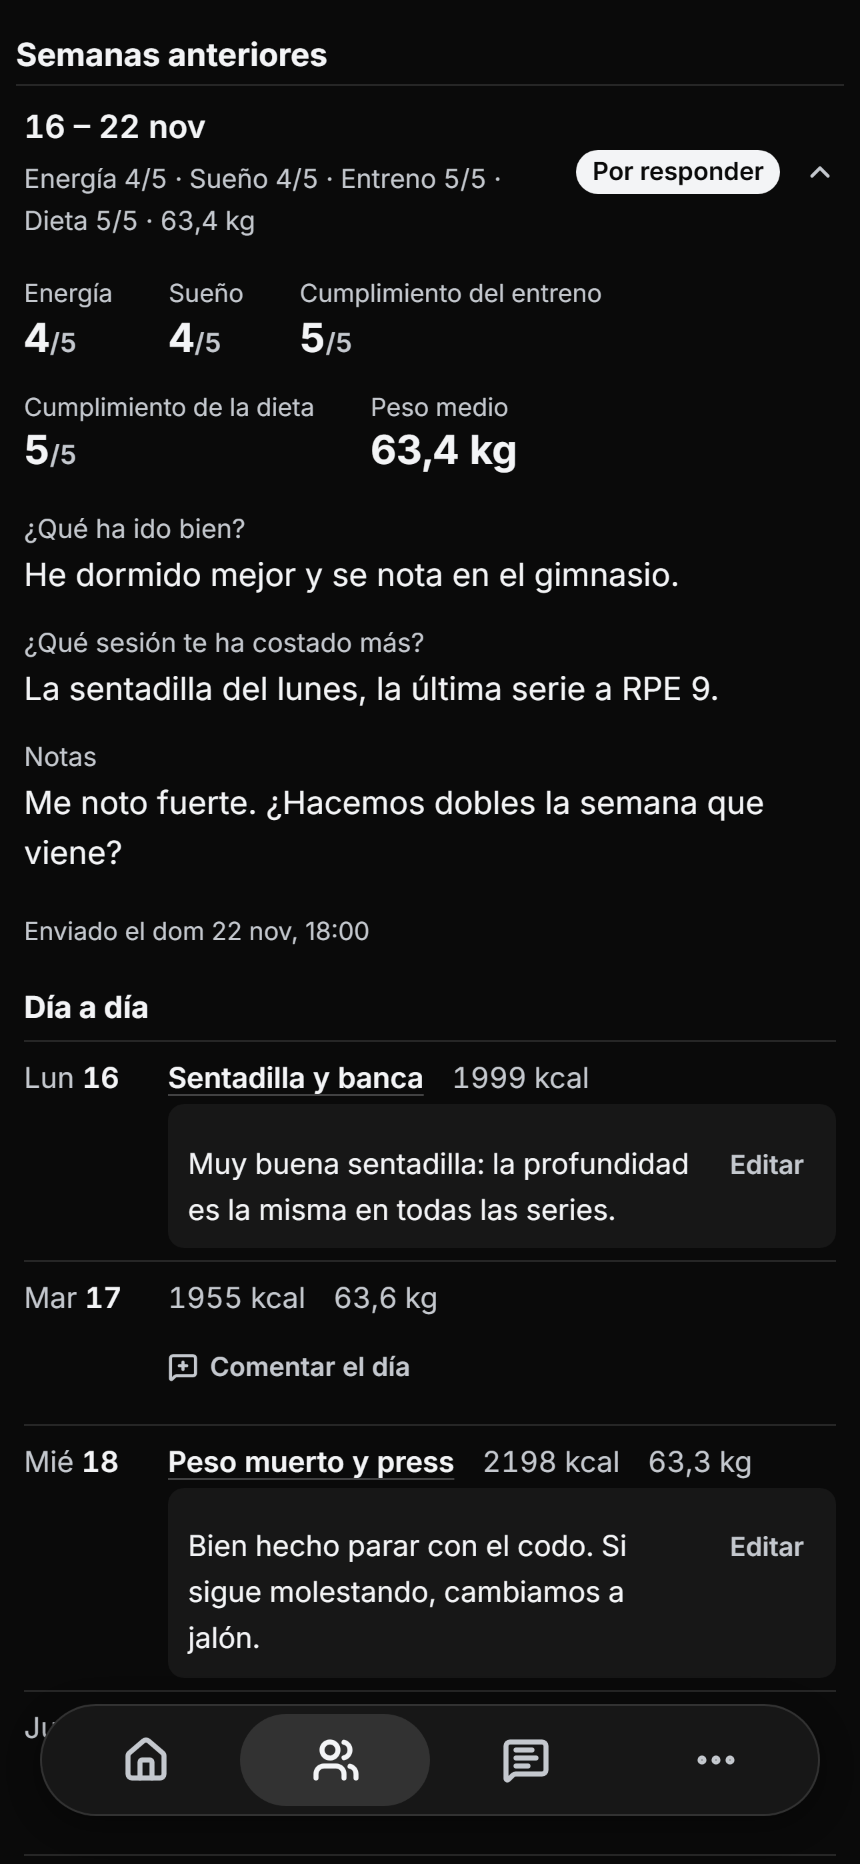 Semanas anteriores
16 – 22 nov
Energía 4/5 · Sueño 4/5 · Entreno 5/5 ·
Dieta 5/5 · 63,4 kg
Por responder
Energía
4/5
Sueño
4/5
Cumplimiento del entreno
5/5
Cumplimiento de la dieta
5/5
Peso medio
63,4 kg
¿Qué ha ido bien?
He dormido mejor y se nota en el gimnasio.
¿Qué sesión te ha costado más?
La sentadilla del lunes, la última serie a RPE 9.
Notas
Me noto fuerte. ¿Hacemos dobles la semana que
viene?
Enviado el dom 22 nov, 18:00
Día a día
Lun 16 Sentadilla y banca 1999 kcal
Muy buena sentadilla: la profundidad
es la misma en todas las series.
Editar
Mar 17 1955 kcal 63,6 kg
Comentar el día
Mié 18 Peso muerto y press 2198 kcal 63,3 kg
Bien hecho parar con el codo. Si
sigue molestando, cambiamos a
jalón.
Editar